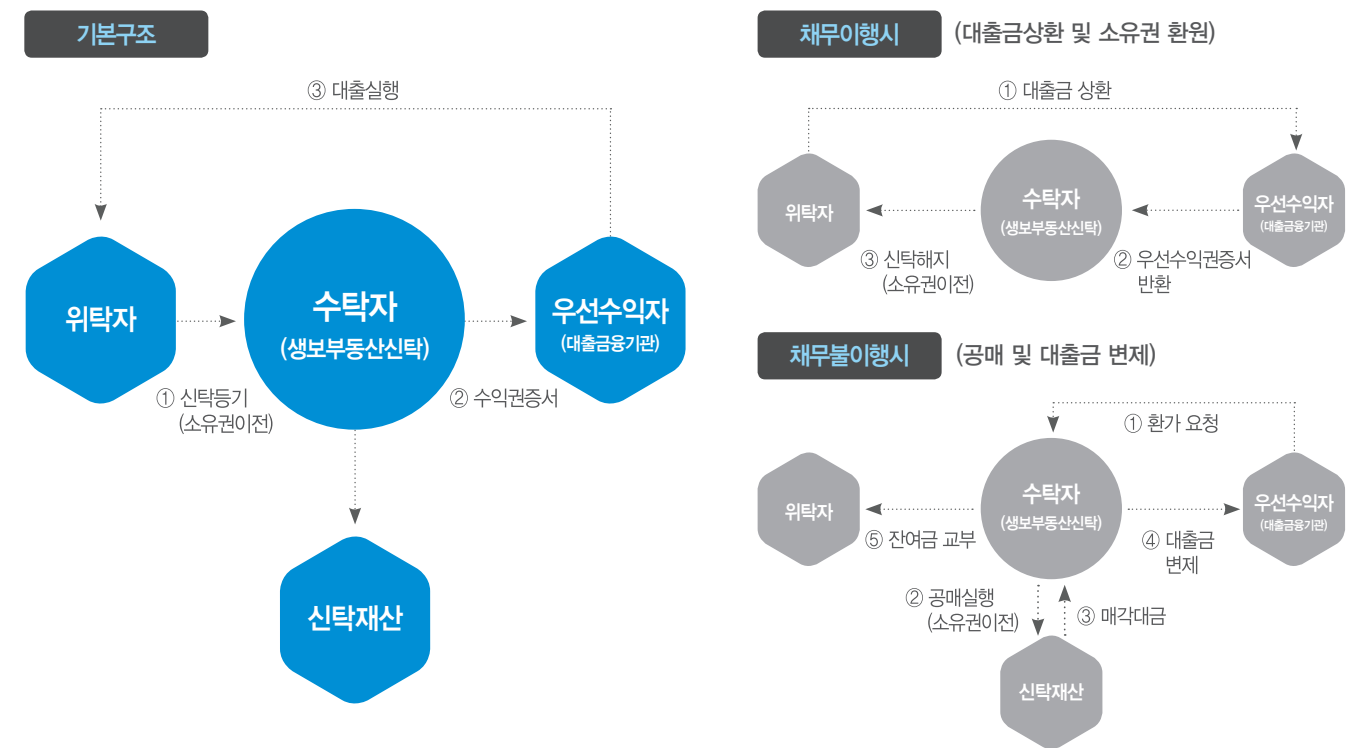 기본구조
③ 대출실행
위탁자
수탁자
(생보부동산신탁)
우선수익자
(대출금융기관)
① 신탁등기
(소유권이전)
② 수익권증서
신탁재산
채무이행시
(대출금상환 및 소유권 환원)
① 대출금 상환
위탁자
수탁자
(생보부동산신탁)
우선수익자
(대출금융기관)
③ 신탁해지
(소유권이전)
② 우선수익권증서
반환
채무불이행시
(공매 및 대출금 변제)
① 환가 요청
위탁자
수탁자
(생보부동산신탁)
우선수익자
(대출금융기관)
⑤ 잔여금 교부
④ 대출금
변제
② 공매실행
(소유권이전)
③ 매각대금
신탁재산